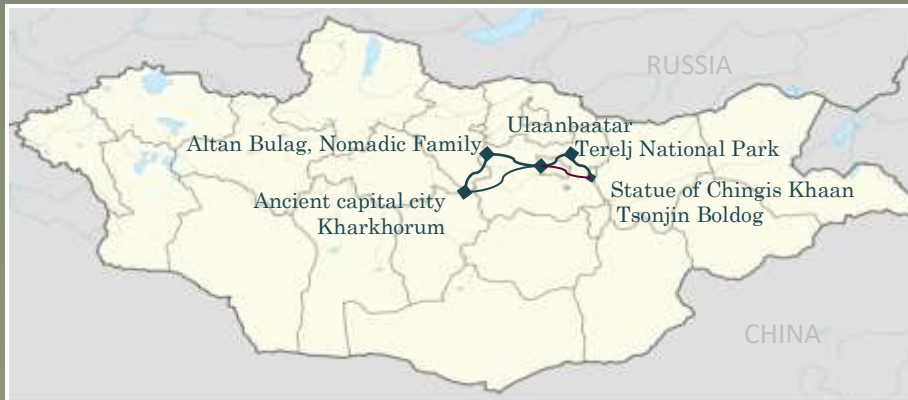 RUSSIA
Ulaanbaatar
Altan Bulag, Nomadic Family
Terelj National Park
Statue of Chingis Khaan
Tsonjin Boldog
Ancient capital city
Kharkhorum
CHINA